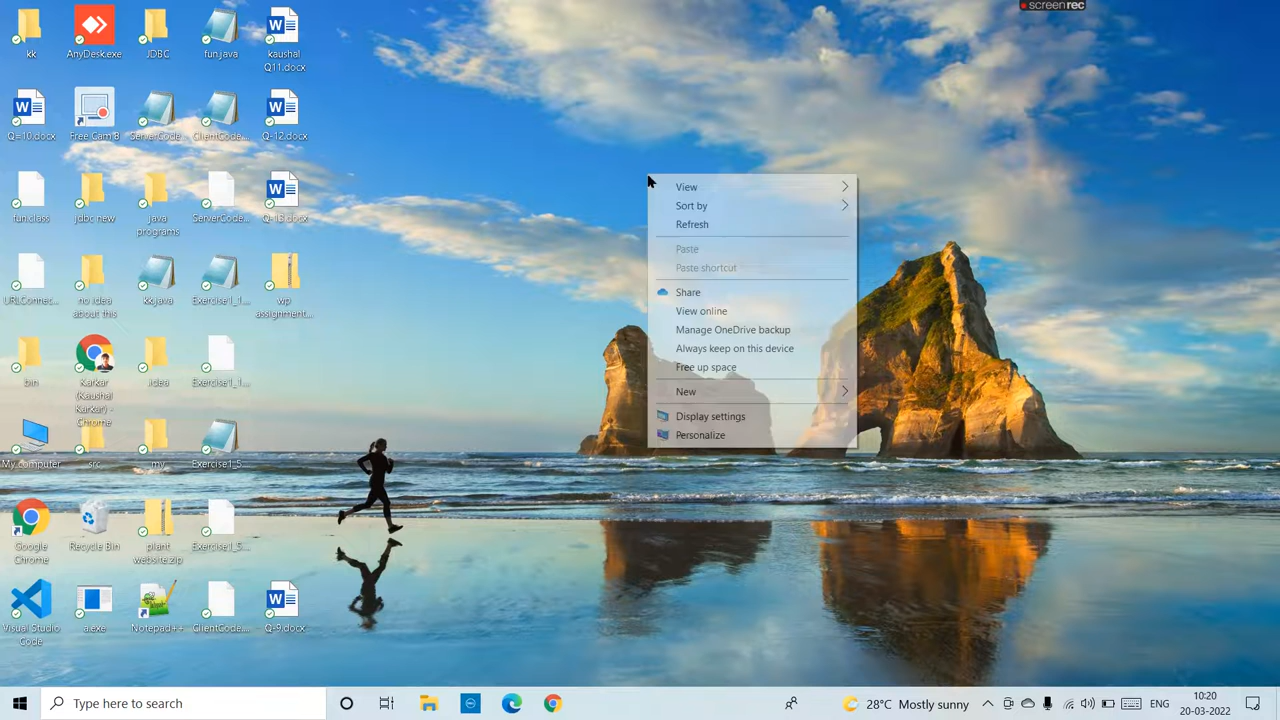 screenrec
kk
AnyDesk.exe
JDBC
fun.java
kaushal
Q11.docx
Q=10.docx
Free Cam 8
ServerCode...
ClientCode...
Q-12.docx
fun.class
jdbc new
java
programs
ServerCode...
Q-13.docx
URLConnec...
no idea
about this
kk.java
Exercise1_1...
wp
assignment...
bin
Karkar
(Kaushal
Karkar) -
Chrome
.idea
Exercise1_1...
My computer
src
my
Exercise1_5...
Google
Chrome
Recycle Bin
plant
website.zip
Exercise1_5...
Visual Studio
Code
a.exe
Notepad++
ClientCode...
Q-9.docx
View
Sort by
Refresh
Paste
Paste shortcut
Share
View online
Manage OneDrive backup
Always keep on this device
Free up space
New
Display settings
Personalize
Type here to search
28°C Mostly sunny
ENG
10:20
20-03-2022